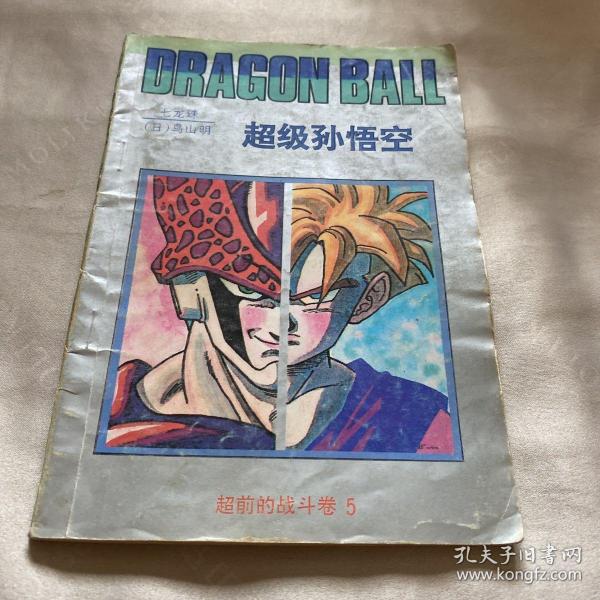 DRAGON BALL
七龙珠
(日)鸟山明
超级孙悟空
超前的战斗卷 5
孔夫子旧书网
www.kongfz.com